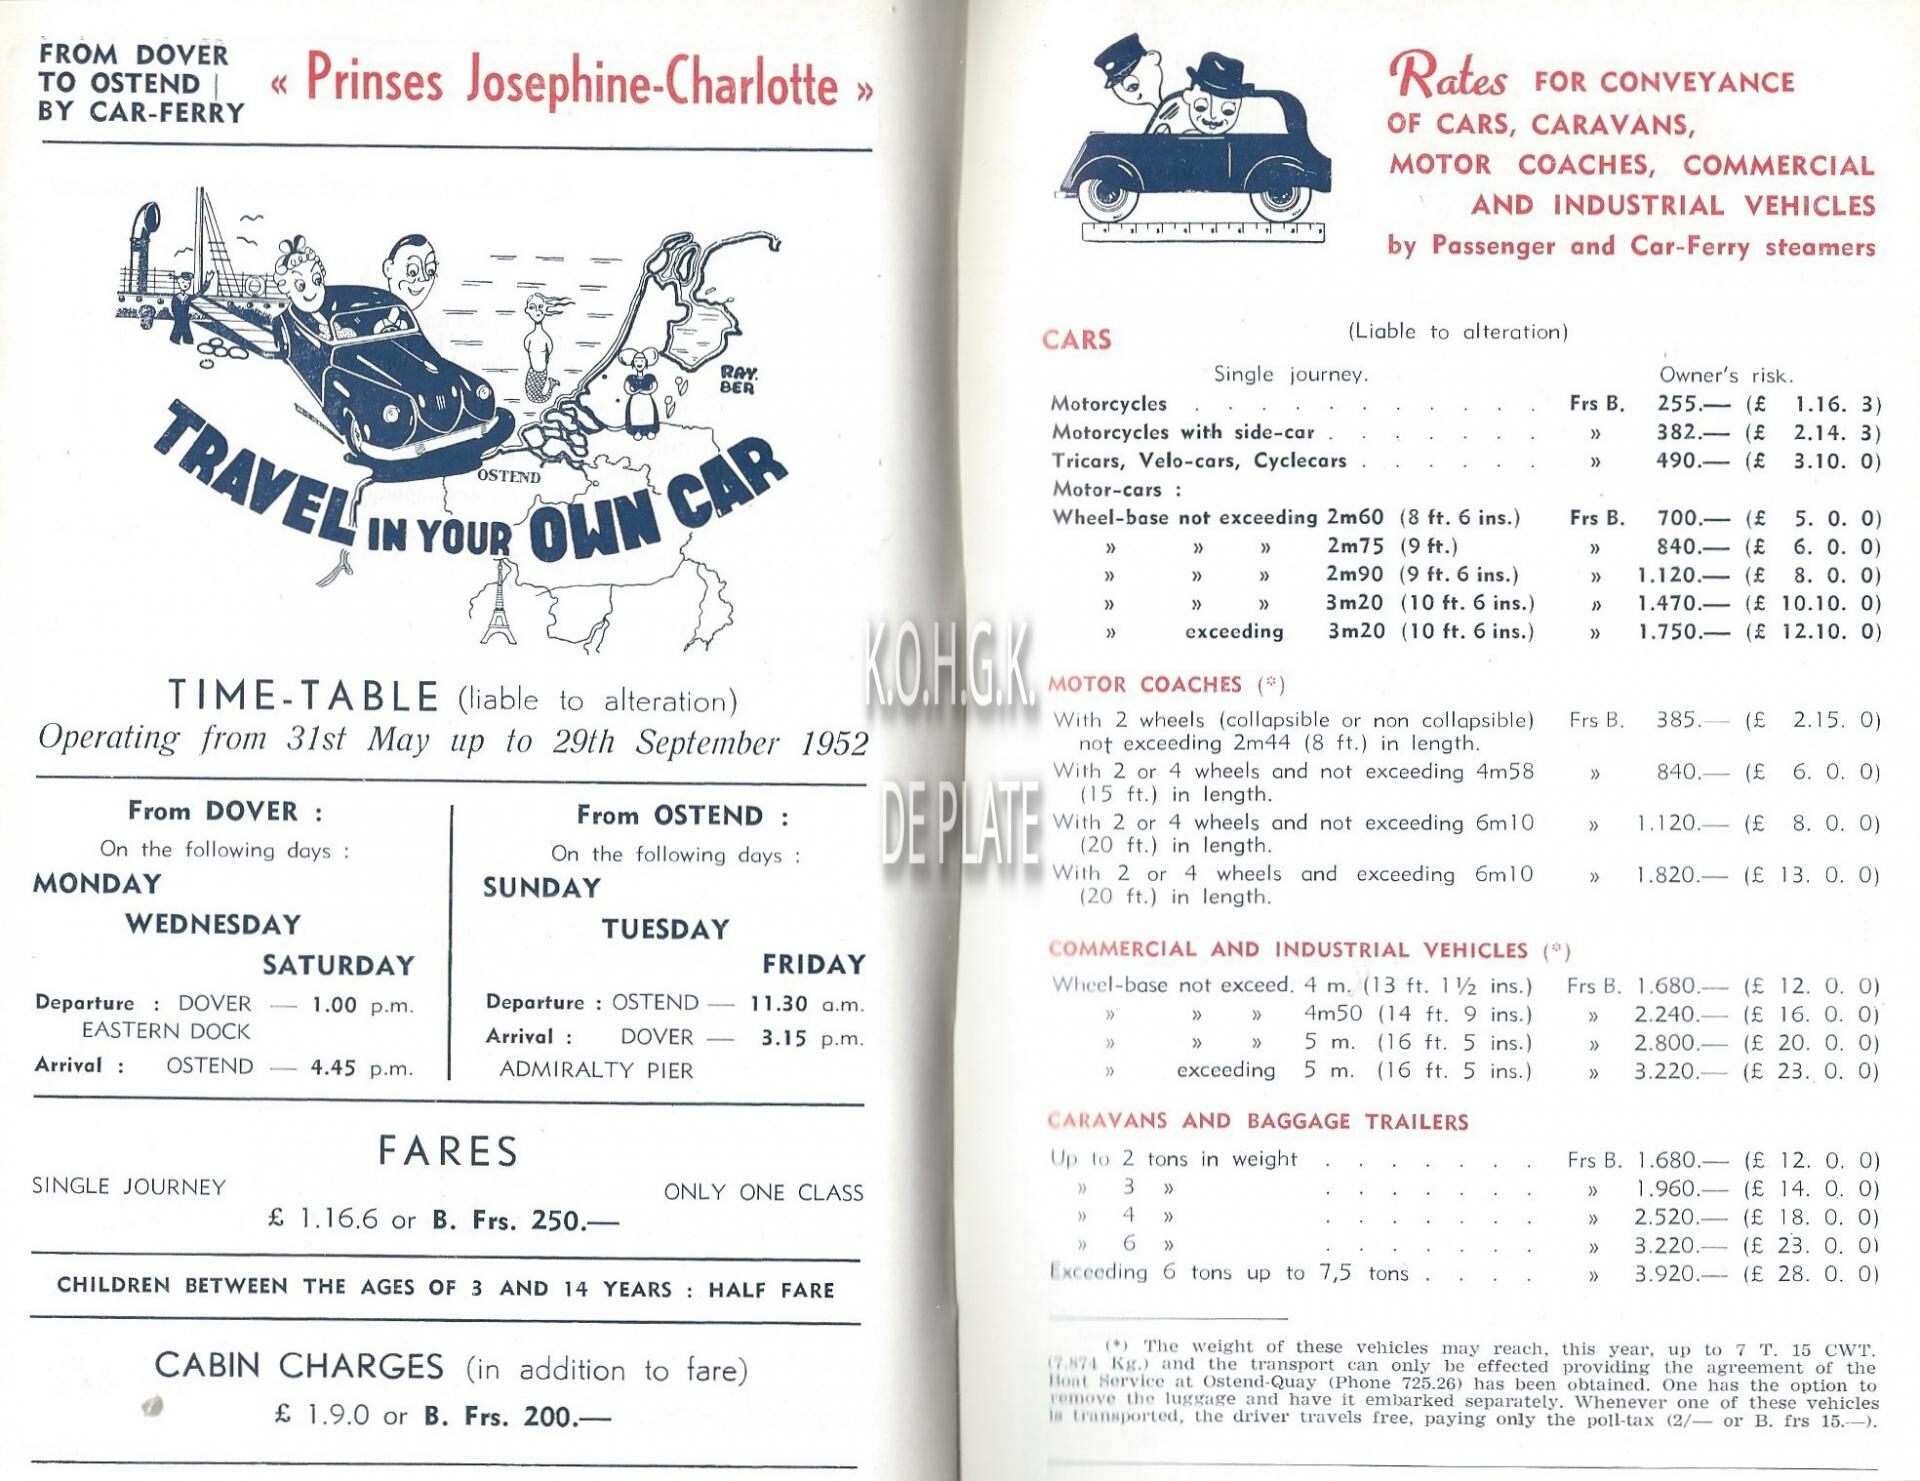 FROM DOVER
TO OSTEND
BY CAR-FERRY
« Prinses Josephine-Charlotte »
RAY.
BER
OSTEND
TRAVEL IN YOUR OWN CAR
TIME-TABLE (liable to alteration)
Operating from 31st May up to 29th September 1952
From DOVER :
On the following days :
MONDAY
WEDNESDAY
SATURDAY
Departure : DOVER — 1.00 p.m.
EASTERN DOCK
Arrival : OSTEND — 4.45 p.m.
From OSTEND :
On the following days :
SUNDAY
TUESDAY
FRIDAY
Departure : OSTEND — 11.30 a.m.
Arrival : DOVER — 3.15 p.m.
ADMIRALTY PIER
FARES
SINGLE JOURNEY
ONLY ONE CLASS
£ 1.16.6 or B. Frs. 250.—
CHILDREN BETWEEN THE AGES OF 3 AND 14 YEARS : HALF FARE
CABIN CHARGES (in addition to fare)
£ 1.9.0 or B. Frs. 200.—
K.O.H.G.K.
DE PLATE
Rates FOR CONVEYANCE
OF CARS, CARAVANS,
MOTOR COACHES, COMMERCIAL
AND INDUSTRIAL VEHICLES
by Passenger and Car-Ferry steamers
(Liable to alteration)
CARS
Single journey. Owner's risk.
Motorcycles . . . . . . . . . . . Frs B. 255.— (£ 1.16. 3)
Motorcycles with side-car . . . . . . . » 382.— (£ 2.14. 3)
Tricars, Velo-cars, Cyclecars . . . . . . » 490.— (£ 3.10. 0)
Motor-cars :
Wheel-base not exceeding 2m60 (8 ft. 6 ins.) Frs B. 700.— (£ 5. 0. 0)
» » » 2m75 (9 ft.) » 840.— (£ 6. 0. 0)
» » » 2m90 (9 ft. 6 ins.) » 1.120.— (£ 8. 0. 0)
» » » 3m20 (10 ft. 6 ins.) » 1.470.— (£ 10.10. 0)
» exceeding 3m20 (10 ft. 6 ins.) » 1.750.— (£ 12.10. 0)
MOTOR COACHES (*)
With 2 wheels (collapsible or non collapsible) Frs B. 385.— (£ 2.15. 0)
not exceeding 2m44 (8 ft.) in length.
With 2 or 4 wheels and not exceeding 4m58 » 840.— (£ 6. 0. 0)
(15 ft.) in length.
With 2 or 4 wheels and not exceeding 6m10 » 1.120.— (£ 8. 0. 0)
(20 ft.) in length.
With 2 or 4 wheels and exceeding 6m10 » 1.820.— (£ 13. 0. 0)
(20 ft.) in length.
COMMERCIAL AND INDUSTRIAL VEHICLES (*)
Wheel-base not exceed. 4 m. (13 ft. 1½ ins.) Frs B. 1.680.— (£ 12. 0. 0)
» » » 4m50 (14 ft. 9 ins.) » 2.240.— (£ 16. 0. 0)
» » » 5 m. (16 ft. 5 ins.) » 2.800.— (£ 20. 0. 0)
» exceeding 5 m. (16 ft. 5 ins.) » 3.220.— (£ 23. 0. 0)
CARAVANS AND BAGGAGE TRAILERS
Up to 2 tons in weight . . . . . . . Frs B. 1.680.— (£ 12. 0. 0)
» 3 » . . . . . . . » 1.960.— (£ 14. 0. 0)
» 4 » . . . . . . . » 2.520.— (£ 18. 0. 0)
» 6 » . . . . . . . » 3.220.— (£ 23. 0. 0)
Exceeding 6 tons up to 7,5 tons . . . . » 3.920.— (£ 28. 0. 0)
(*) The weight of these vehicles may reach, this year, up to 7 T. 15 CWT.
(7.874 Kg.) and the transport can only be effected providing the agreement of the
Boat Service at Ostend-Quay (Phone 725.26) has been obtained. One has the option to
remove the luggage and have it embarked separately. Whenever one of these vehicles
is transported, the driver travels free, paying only the poll-tax (2/— or B. frs 15.—).